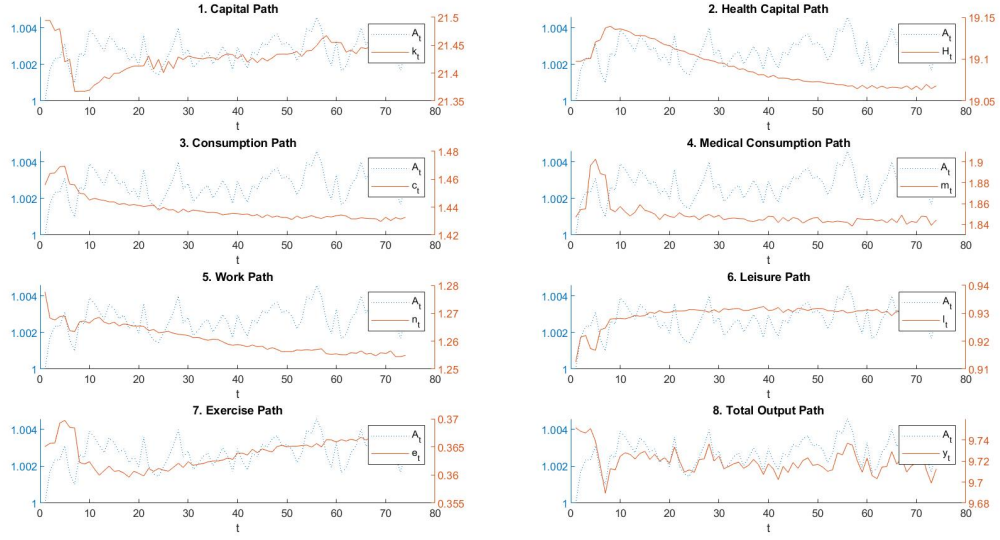 1. Capital Path
21.5
1.004
A_t
k_t
21.45
1.002
21.4
1
21.35
0 10 20 30 40 50 60 70 80
t
2. Health Capital Path
19.15
1.004
A_t
H_t
19.1
1.002
1
19.05
0 10 20 30 40 50 60 70 80
t
3. Consumption Path
1.48
1.004
A_t
c_t
1.46
1.002
1.44
1
1.42
0 10 20 30 40 50 60 70 80
t
4. Medical Consumption Path
1.9
1.004
A_t
m_t
1.88
1.86
1.002
1.84
1
0 10 20 30 40 50 60 70 80
t
5. Work Path
1.28
1.004
A_t
n_t
1.27
1.002
1.26
1
1.25
0 10 20 30 40 50 60 70 80
t
6. Leisure Path
0.94
1.004
A_t
l_t
0.93
1.002
0.92
1
0.91
0 10 20 30 40 50 60 70 80
t
7. Exercise Path
0.37
1.004
A_t
e_t
0.365
1.002
0.36
1
0.355
0 10 20 30 40 50 60 70 80
t
8. Total Output Path
1.004
A_t
y_t
9.74
9.72
1.002
9.7
1
9.68
0 10 20 30 40 50 60 70 80
t